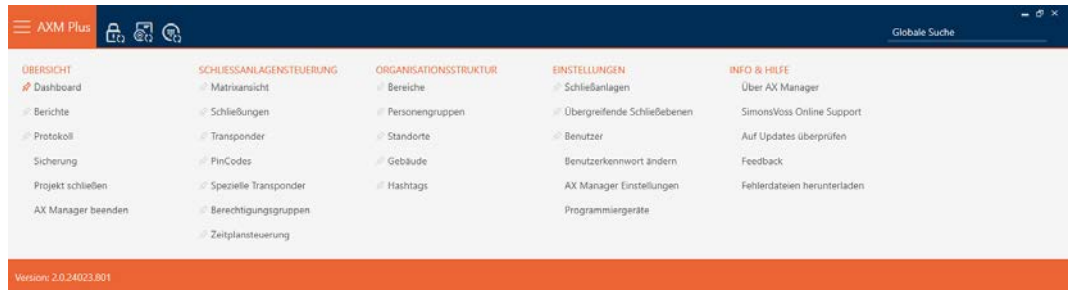 AXM Plus
Globale Suche
ÜBERSICHT
Dashboard
Berichte
Protokoll
Sicherung
Projekt schließen
AX Manager beenden
SCHLIESSANLAGENSTEUERUNG
Matrixansicht
Schließungen
Transponder
PinCodes
Spezielle Transponder
Berechtigungsgruppen
Zeitplansteuerung
ORGANISATIONSSTRUKTUR
Bereiche
Personengruppen
Standorte
Gebäude
Hashtags
EINSTELLUNGEN
Schließanlagen
Übergreifende Schließebenen
Benutzer
Benutzerkennwort ändern
AX Manager Einstellungen
Programmiergeräte
INFO & HILFE
Über AX Manager
SimonsVoss Online Support
Auf Updates überprüfen
Feedback
Fehlerdateien herunterladen
Version: 2.0.24023.801